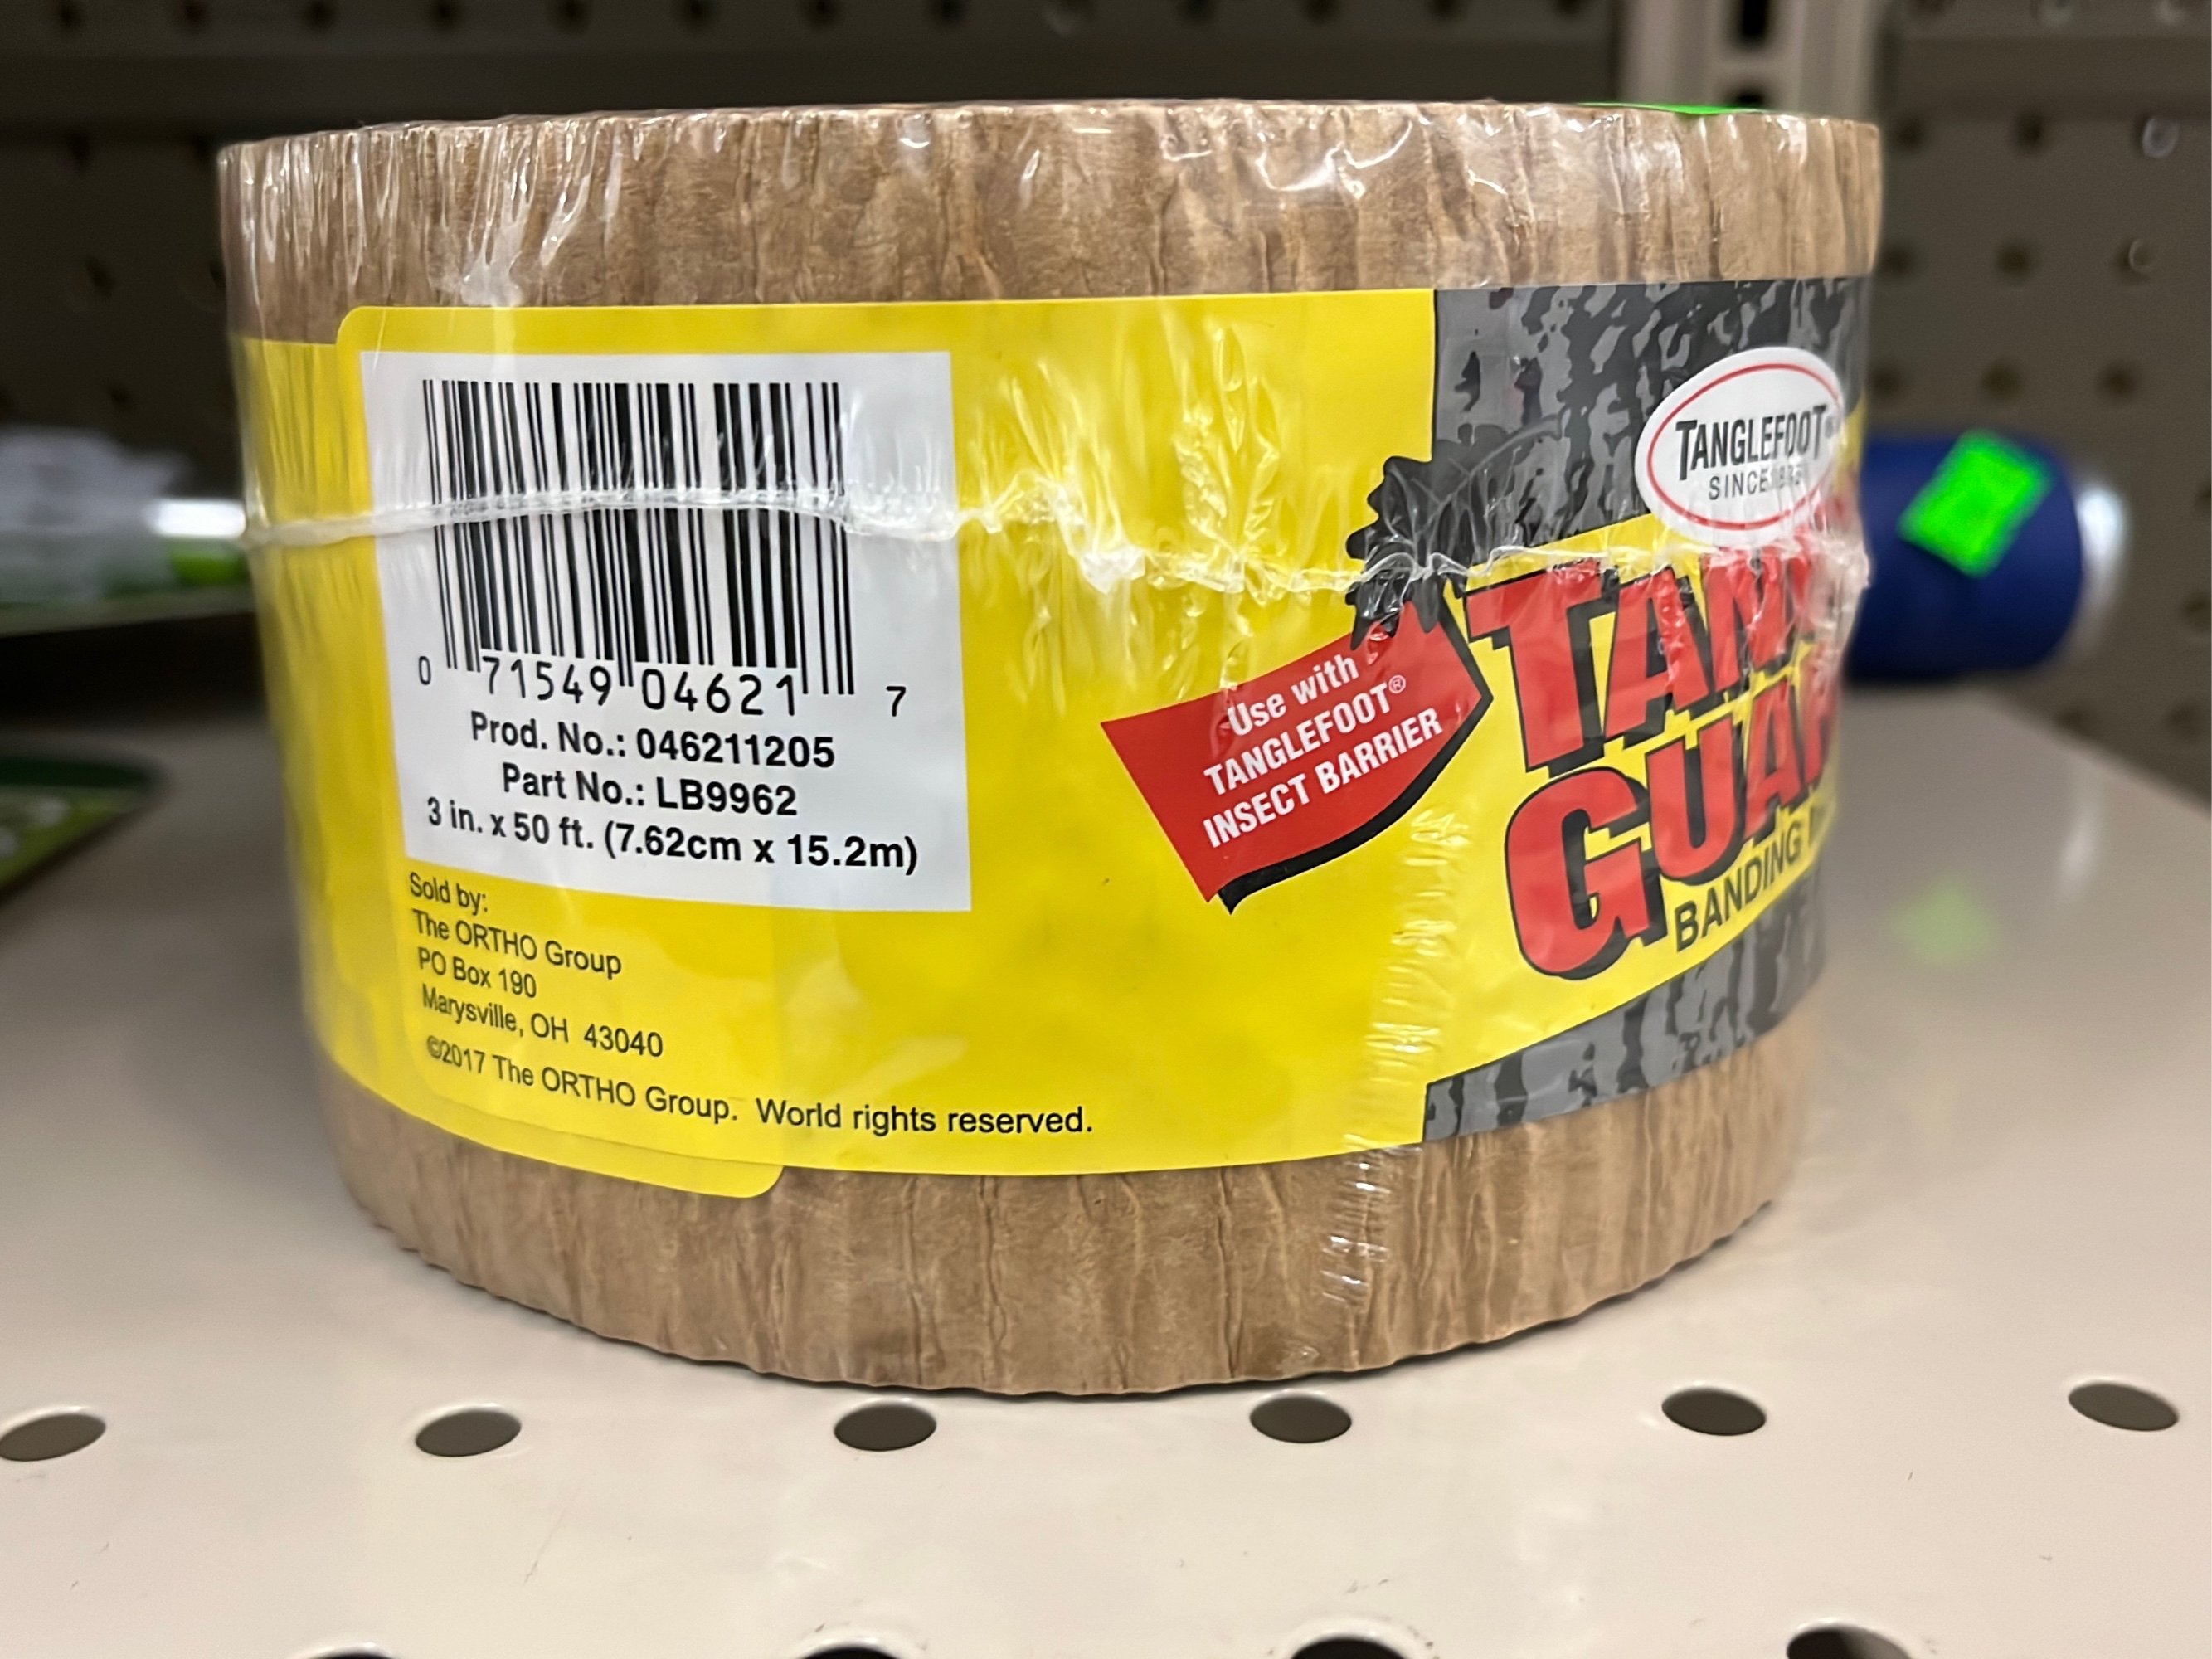 0 71549 04621 7
Prod. No.: 046211205
Part No.: LB9962
3 in. x 50 ft. (7.62cm x 15.2m)
Sold by:
The ORTHO Group
PO Box 190
Marysville, OH 43040
©2017 The ORTHO Group. World rights reserved.
Use with
TANGLEFOOT®
INSECT BARRIER
TANGLEFOOT
SINCE
BANDING